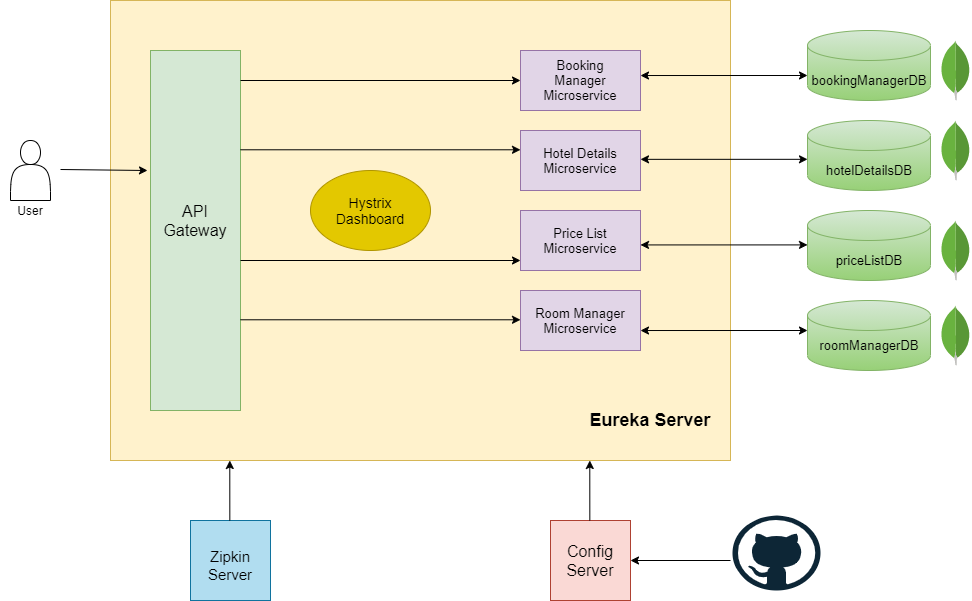 Booking
Manager
Microservice
bookingManagerDB
Hotel Details
Microservice
hotelDetailsDB
User
API
Gateway
Hystrix
Dashboard
Price List
Microservice
priceListDB
Room Manager
Microservice
roomManagerDB
Eureka Server
Zipkin
Server
Config
Server